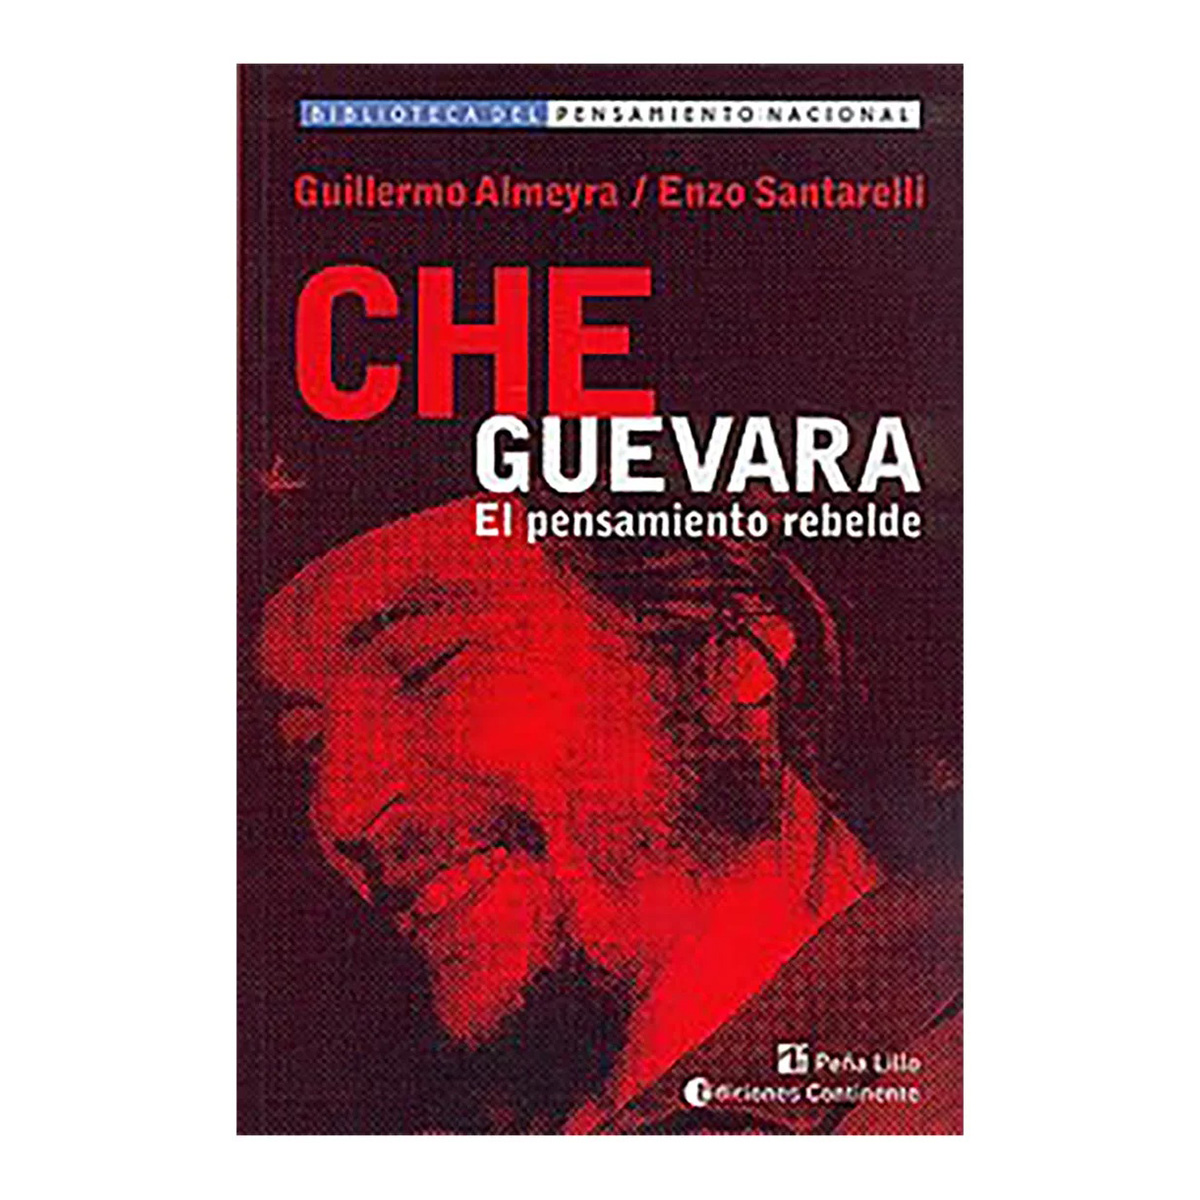 BIBLIOTECA DEL PENSAMIENTO NACIONAL
Guillermo Almeyra / Enzo Santarelli
CHE
GUEVARA
El pensamiento rebelde
Peña Lillo
Ediciones Continente